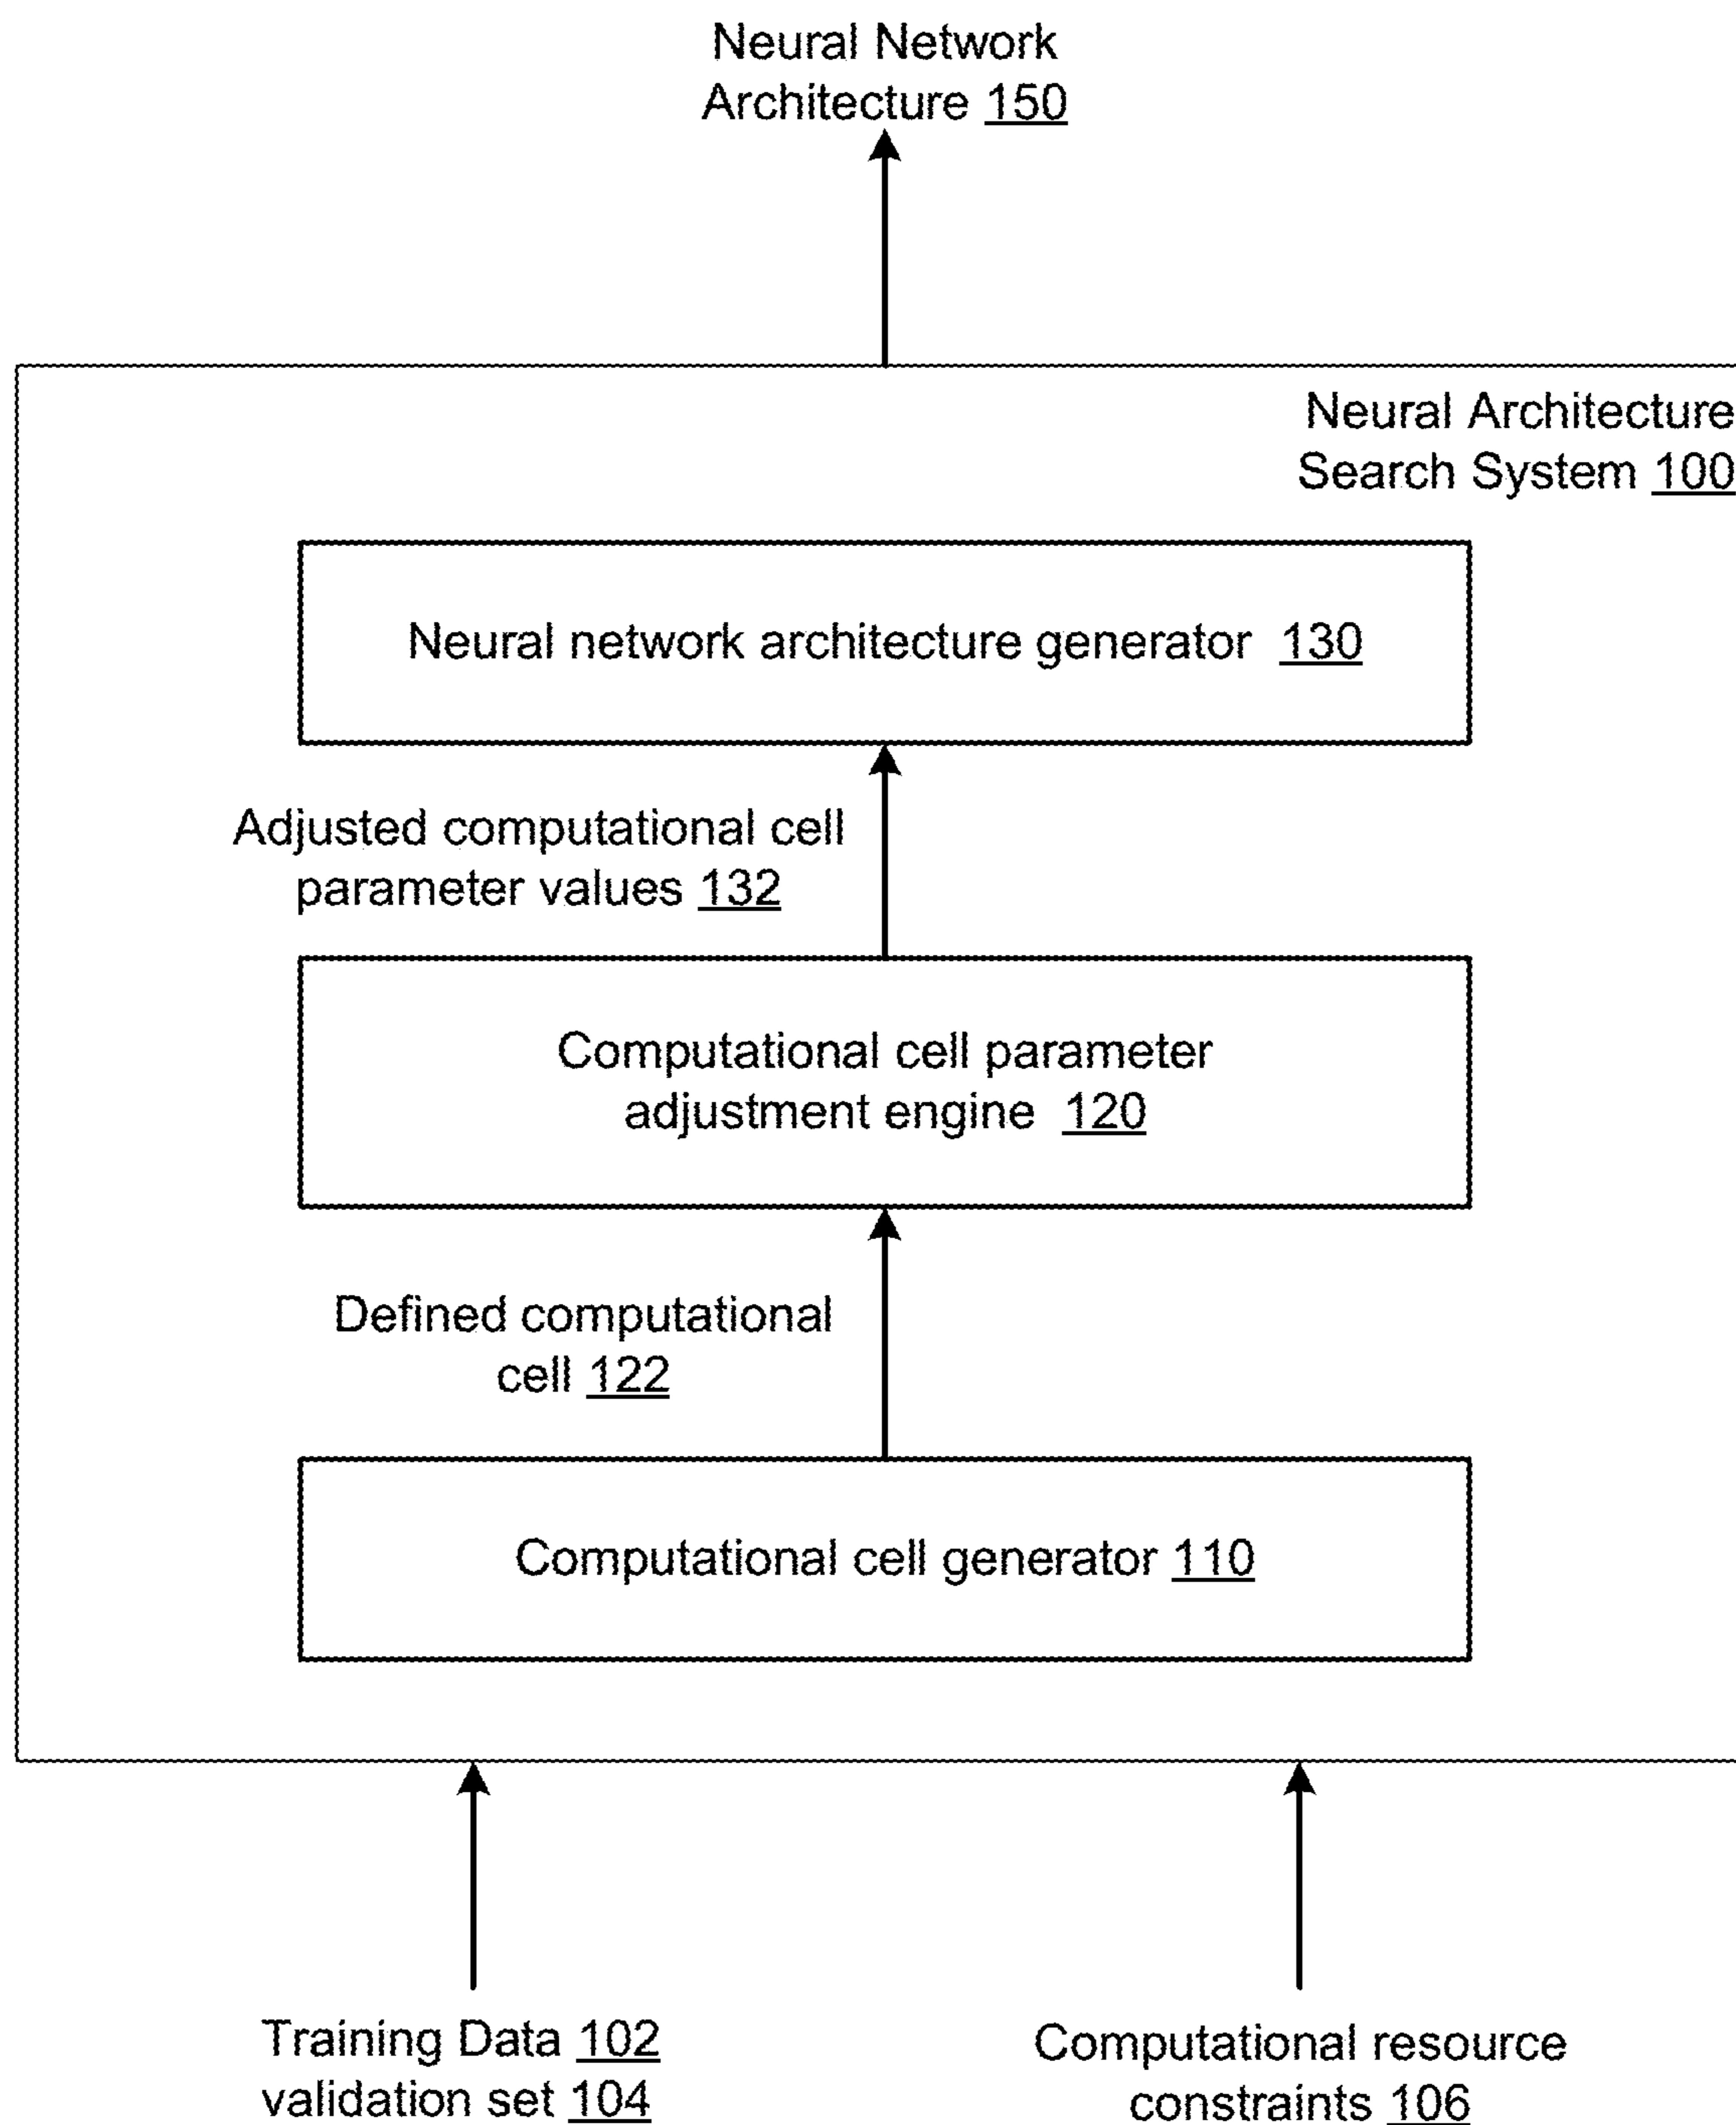 Neural Network
Architecture 150
Neural Architecture
Search System 100
Neural network architecture generator 130
Adjusted computational cell
parameter values 132
Computational cell parameter
adjustment engine 120
Defined computational
cell 122
Computational cell generator 110
Training Data 102
validation set 104
Computational resource
constraints 106